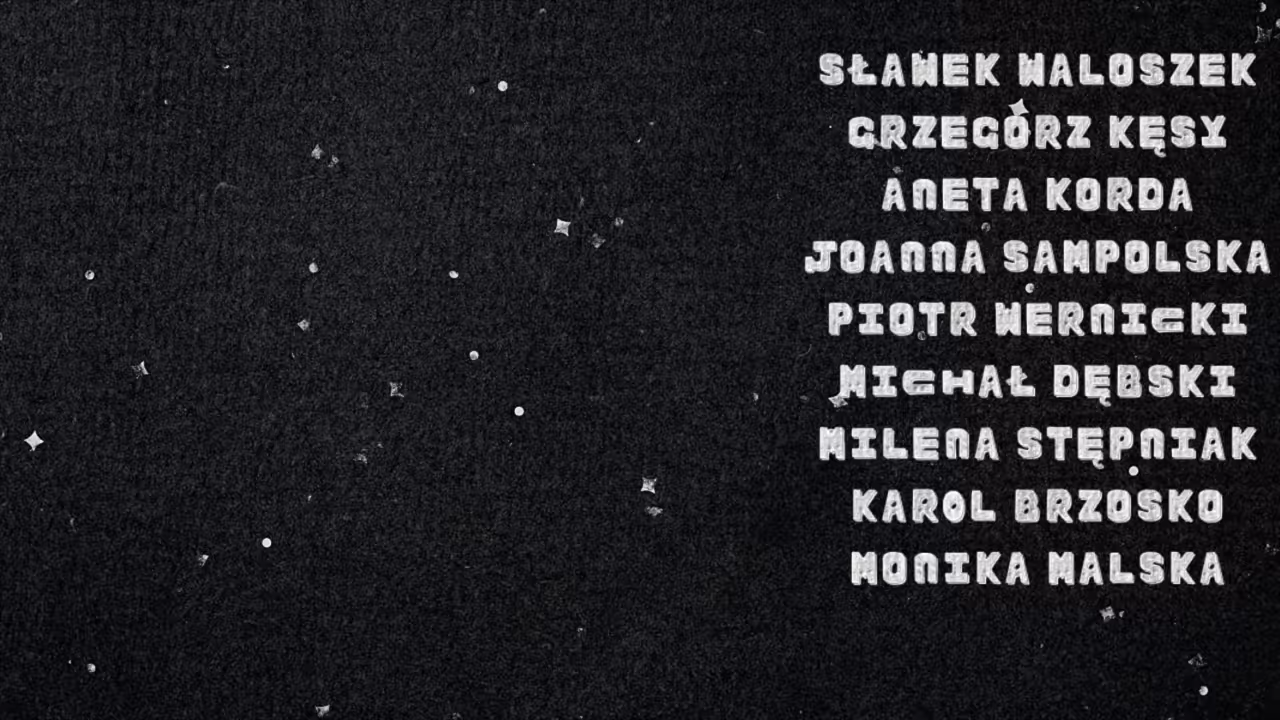 SŁAWEK WALOSZEK
GRZEGORZ KĘSY
ANETA KORDA
JOANNA SAMPOLSKA
PIOTR WERNICKI
MICHAŁ DĘBSKI
MILENA STĘPNIAK
KAROL BRZOSKO
MONIKA MALSKA